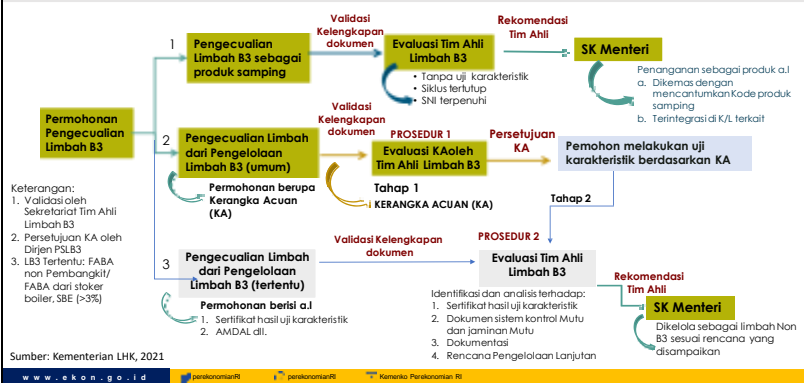 Permohonan
Pengecualian
Limbah B3
1
Pengecualian
Limbah B3 sebagai
produk samping
Validasi
Kelengkapan
dokumen
Evaluasi Tim Ahli
Limbah B3
• Tanpa uji karakteristik
• Siklus tertutup
• SNI terpenuhi
Rekomendasi
Tim Ahli
SK Menteri
Penanganan sebagai produk a.l
a. Dikemas dengan
mencantumkan Kode produk
samping
b. Terintegrasi di K/L terkait
2
Pengecualian Limbah
dari Pengelolaan
Limbah B3 (umum)
Permohonan berupa
Kerangka Acuan
(KA)
Validasi
Kelengkapan
dokumen
PROSEDUR 1
Evaluasi KAoleh
Tim Ahli Limbah B3
Tahap 1
KERANGKA ACUAN (KA)
Persetujuan
KA
Pemohon melakukan uji
karakteristik berdasarkan KA
Tahap 2
3
Pengecualian Limbah
dari Pengelolaan
Limbah B3 (tertentu)
Permohonan berisi a.l
1. Sertifikat hasil uji karakteristik
2. AMDAL dll.
Validasi Kelengkapan
dokumen
PROSEDUR 2
Evaluasi Tim Ahli
Limbah B3
Identifikasi dan analisis terhadap:
1. Sertifikat hasil uji karakteristik
2. Dokumen sistem kontrol Mutu
dan jaminan Mutu
3. Dokumentasi
4. Rencana Pengelolaan Lanjutan
Rekomendasi
Tim Ahli
SK Menteri
Dikelola sebagai limbah Non
B3 sesuai rencana yang
disampaikan
Keterangan:
1. Validasi oleh
Sekretariat Tim Ahli
Limbah B3
2. Persetujuan KA oleh
Dirjen PSLB3
3. LB3 Tertentu: FABA
non Pembangkit/
FABA dari stoker
boiler, SBE (>3%)
Sumber: Kementerian LHK, 2021
www.ekon.go.id
perekonomianRI
perekonomianRI
Kemenko Perekonomian RI